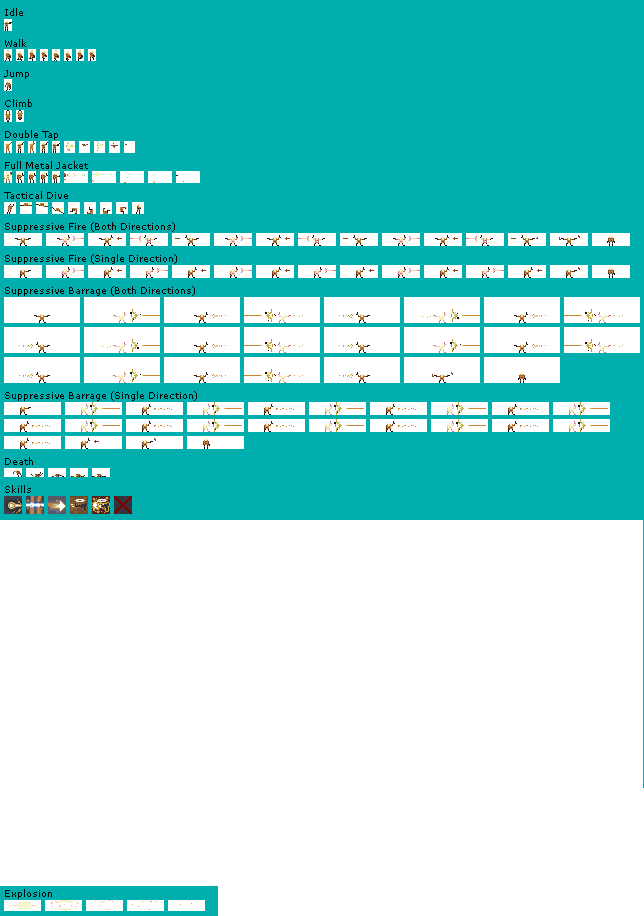 Idle
Walk
Jump
Climb
Double Tap
Full Metal Jacket
Tactical Dive
Suppressive Fire (Both Directions)
Suppressive Fire (Single Direction)
Suppressive Barrage (Both Directions)
Suppressive Barrage (Single Direction)
Death
Skills
Explosion